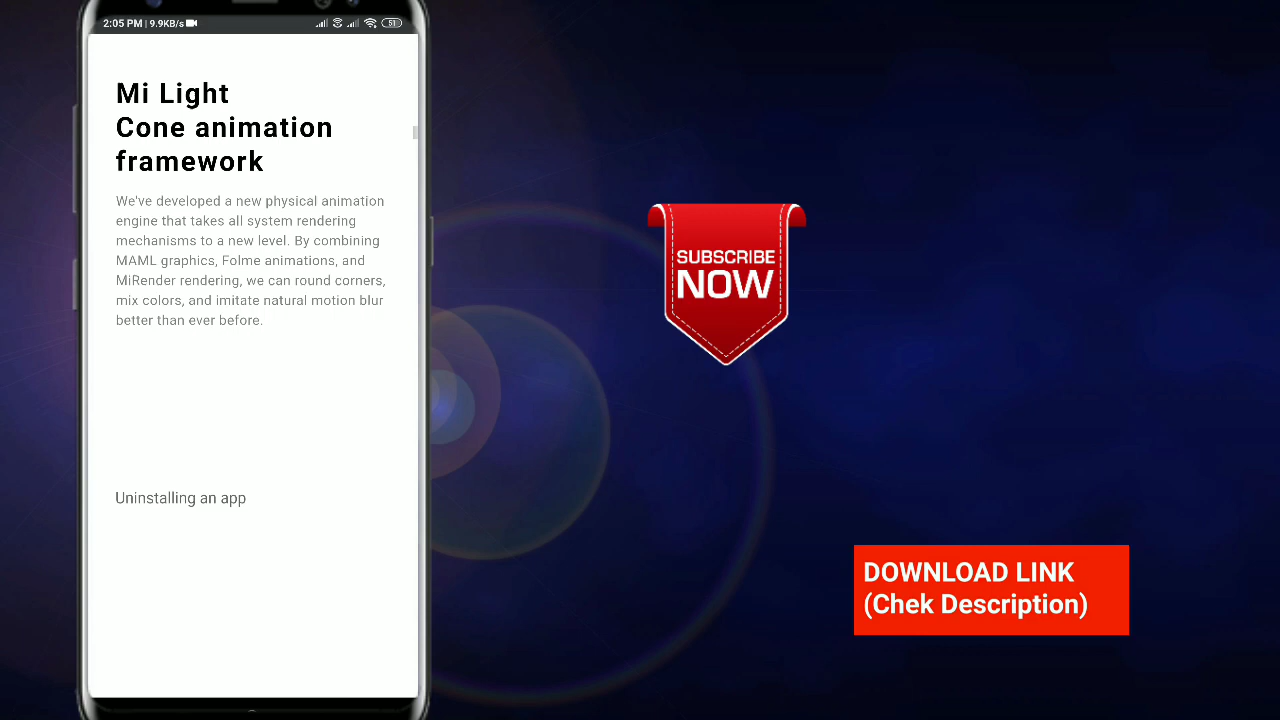 2:05 PM | 9.9KB/s
51
Mi Light
Cone animation
framework
We've developed a new physical animation
engine that takes all system rendering
mechanisms to a new level. By combining
MAML graphics, Folme animations, and
MiRender rendering, we can round corners,
mix colors, and imitate natural motion blur
better than ever before.
Uninstalling an app
SUBSCRIBE
NOW
DOWNLOAD LINK
(Chek Description)